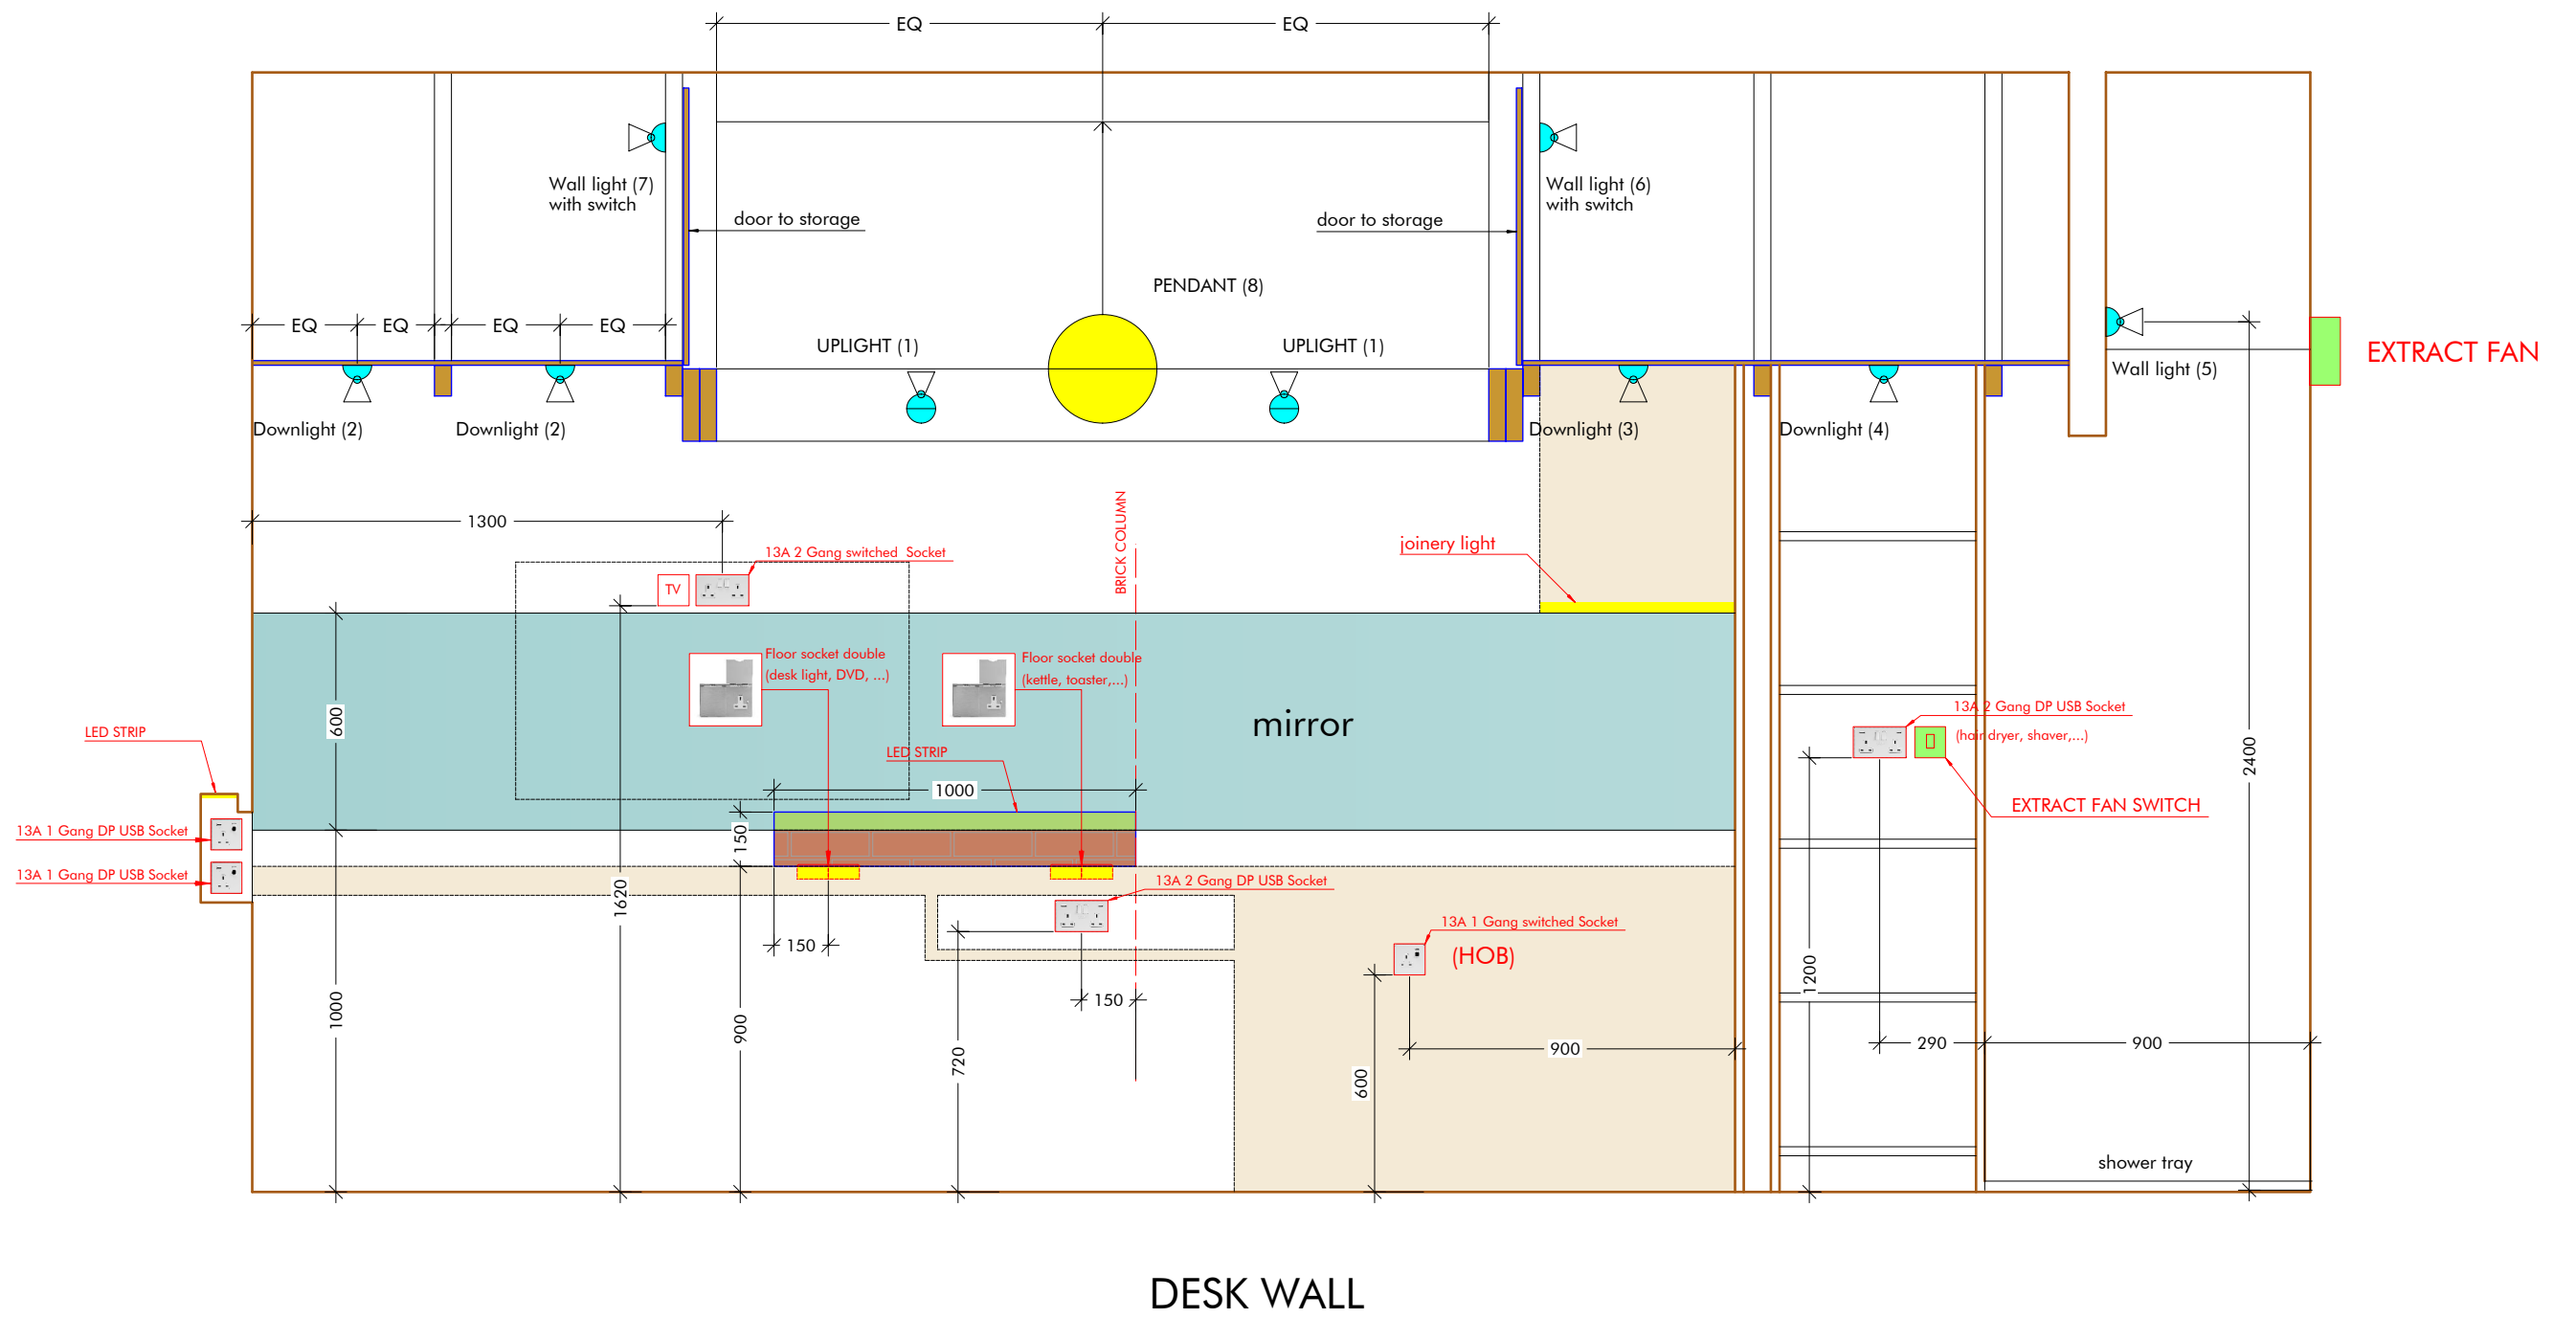 EQ
EQ
Wall light (7)
with switch
Wall light (6)
with switch
door to storage
door to storage
PENDANT (8)
EQ
EQ
EQ
EQ
UPLIGHT (1)
UPLIGHT (1)
EXTRACT FAN
Wall light (5)
Downlight (2)
Downlight (2)
Downlight (3)
Downlight (4)
1300
BRICK COLUMN
13A 2 Gang switched Socket
joinery light
TV
Floor socket double
(desk light, DVD, ...)
Floor socket double
(kettle, toaster,...)
mirror
600
13A 2 Gang DP USB Socket
(hair dryer, shaver,...)
LED STRIP
LED STRIP
2400
1000
EXTRACT FAN SWITCH
13A 1 Gang DP USB Socket
150
13A 1 Gang DP USB Socket
13A 2 Gang DP USB Socket
1620
13A 1 Gang switched Socket
(HOB)
150
1200
150
1000
900
720
900
290
900
600
shower tray
DESK WALL